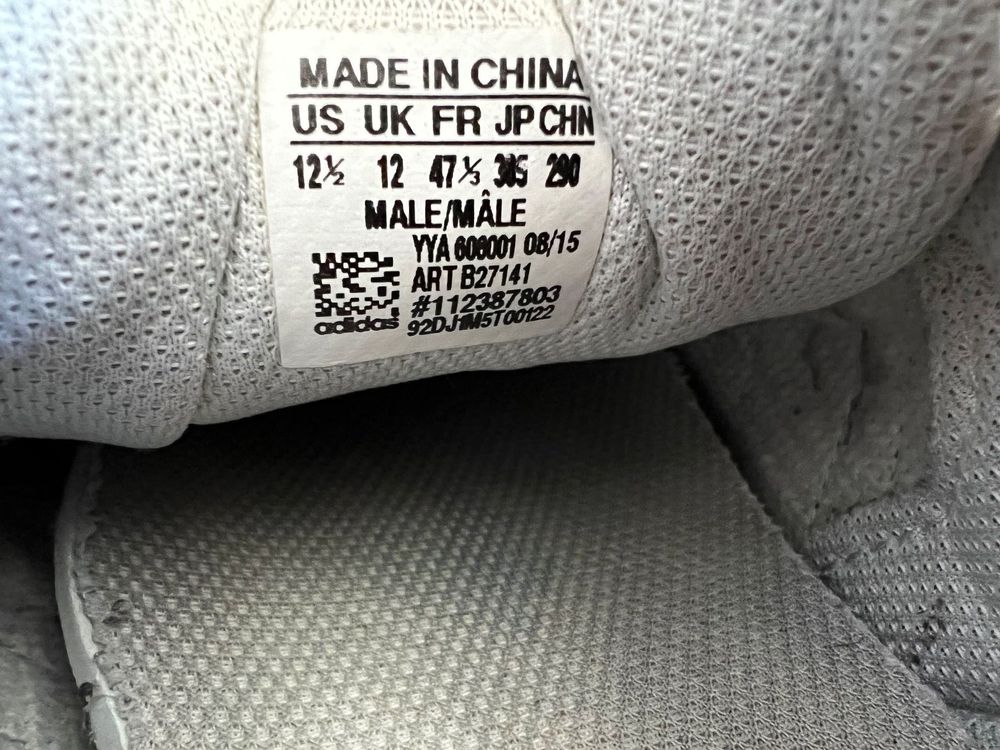 MADE IN CHINA
US UK FR JP CHN
12½ 12 47⅓ 305 290
MALE/MÂLE
YYA 606001 08/15
ART B27141
#112387803
92DJ1M5T00122
adidas